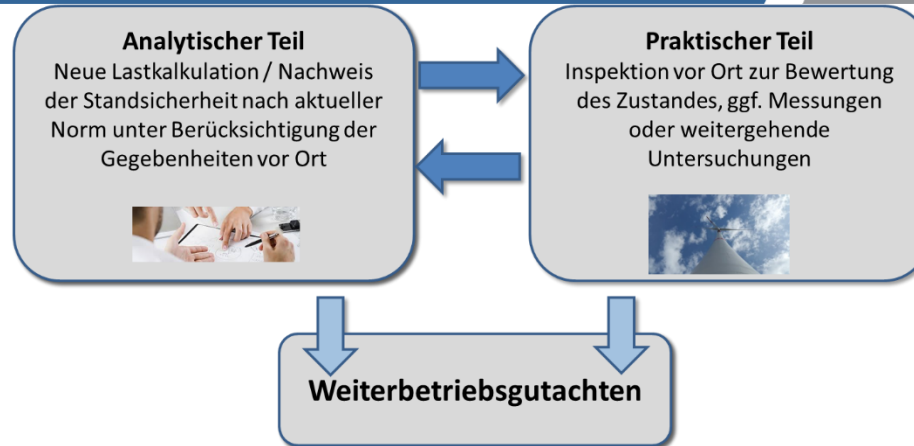 Analytischer Teil
Neue Lastkalkulation / Nachweis
der Standsicherheit nach aktueller
Norm unter Berücksichtigung der
Gegebenheiten vor Ort
Praktischer Teil
Inspektion vor Ort zur Bewertung
des Zustandes, ggf. Messungen
oder weitergehende
Untersuchungen
Weiterbetriebsgutachten